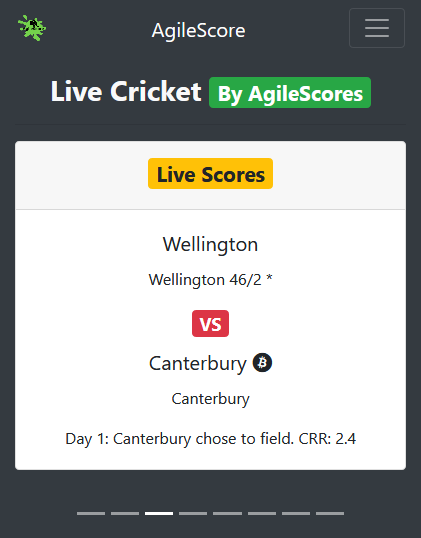 AgileScore
Live Cricket By AgileScores
Live Scores
Wellington
Wellington 46/2 *
VS
Canterbury
Canterbury
Day 1: Canterbury chose to field. CRR: 2.4